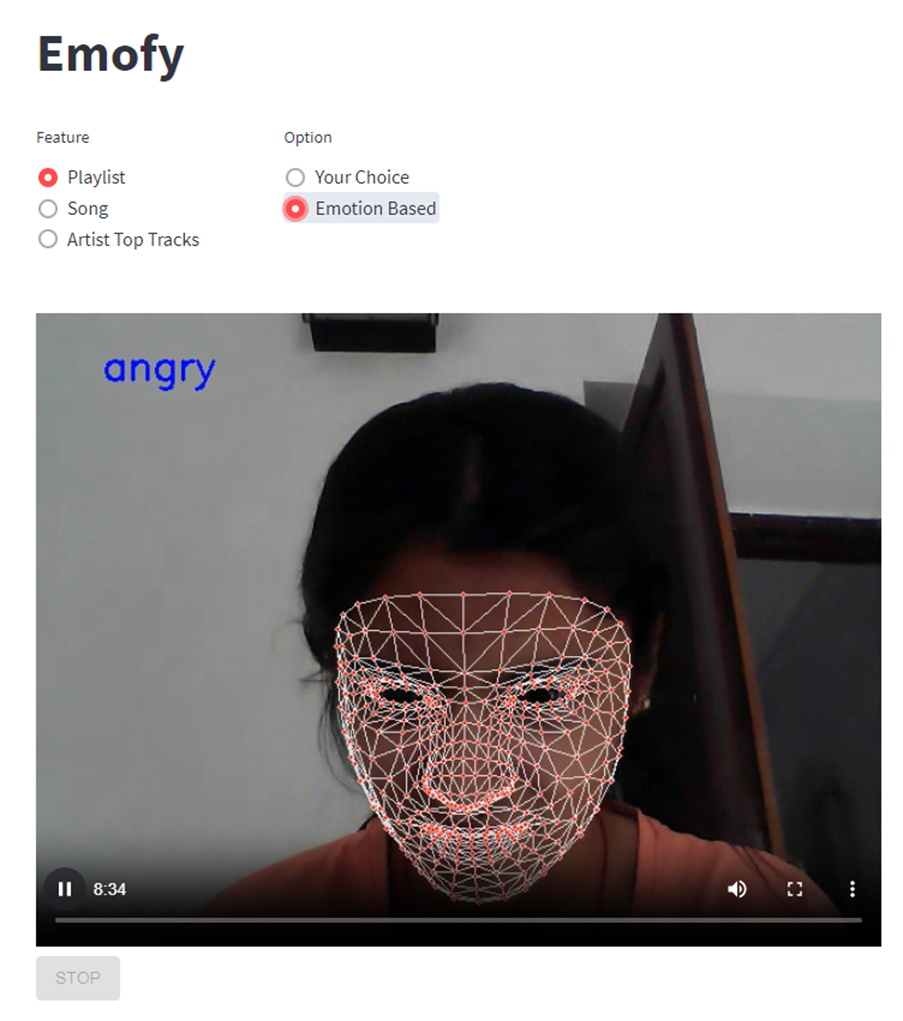 Emofy
Feature
Option
Playlist
Your Choice
Song
Emotion Based
Artist Top Tracks
angry
8:34
STOP